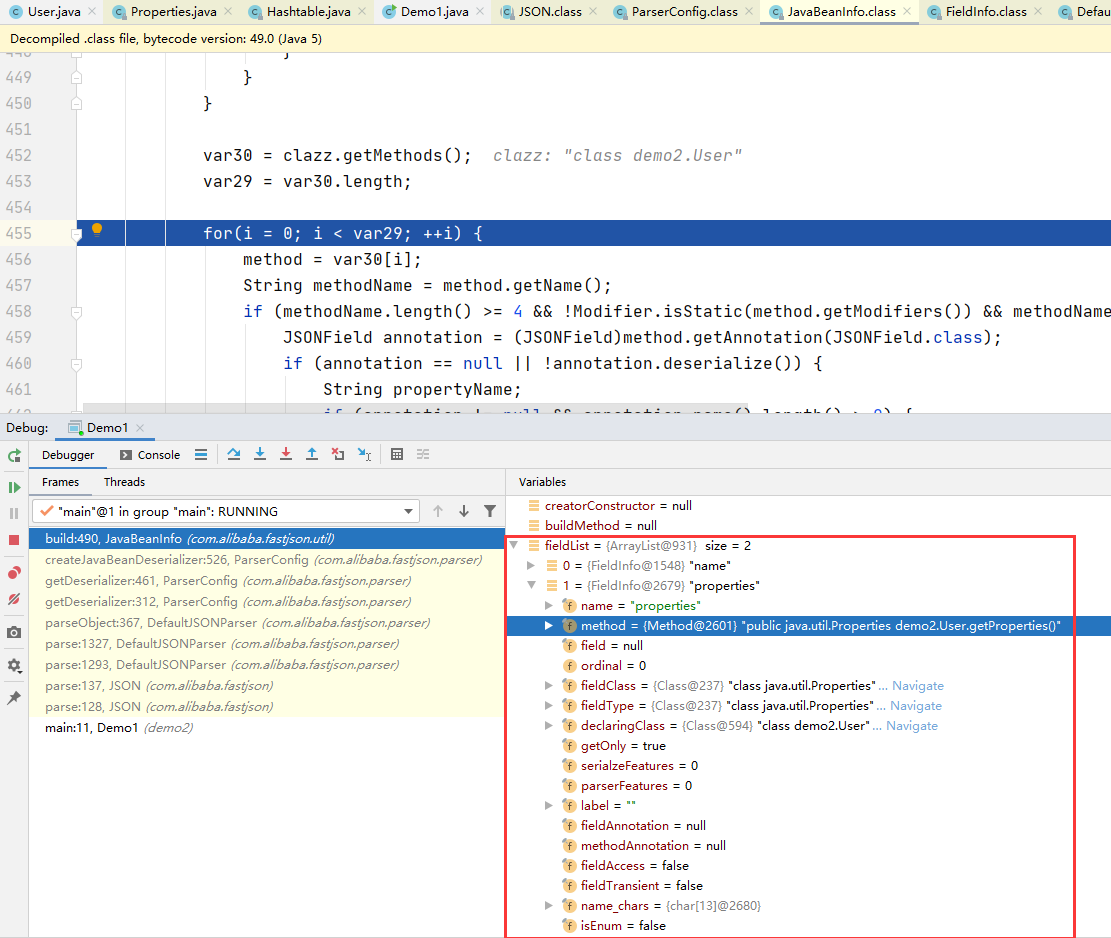 User.java Properties.java Hashtable.java Demo1.java JSON.class ParserConfig.class JavaBeanInfo.class FieldInfo.class Defau
Decompiled .class file, bytecode version: 49.0 (Java 5)
448 }
449 }
450 }
451
452 var30 = clazz.getMethods(); clazz: "class demo2.User"
453 var29 = var30.length;
454
455 for(i = 0; i < var29; ++i) {
456 method = var30[i];
457 String methodName = method.getName();
458 if (methodName.length() >= 4 && !Modifier.isStatic(method.getModifiers()) && methodName
459 JSONField annotation = (JSONField)method.getAnnotation(JSONField.class);
460 if (annotation == null || !annotation.deserialize()) {
461 String propertyName;
462 if (annotation != null && annotation.name().length() > 0) {
Debug: Demo1
Debugger Console
Frames Threads
"main"@1 in group "main": RUNNING
build:490, JavaBeanInfo (com.alibaba.fastjson.util)
createJavaBeanDeserializer:526, ParserConfig (com.alibaba.fastjson.parser)
getDeserializer:461, ParserConfig (com.alibaba.fastjson.parser)
getDeserializer:312, ParserConfig (com.alibaba.fastjson.parser)
parseObject:367, DefaultJSONParser (com.alibaba.fastjson.parser)
parse:1327, DefaultJSONParser (com.alibaba.fastjson.parser)
parse:1293, DefaultJSONParser (com.alibaba.fastjson.parser)
parse:137, JSON (com.alibaba.fastjson)
parse:128, JSON (com.alibaba.fastjson)
main:11, Demo1 (demo2)
Variables
creatorConstructor = null
buildMethod = null
fieldList = {ArrayList@931} size = 2
0 = {FieldInfo@1548} "name"
1 = {FieldInfo@2679} "properties"
name = "properties"
method = {Method@2601} "public java.util.Properties demo2.User.getProperties()"
field = null
ordinal = 0
fieldClass = {Class@237} "class java.util.Properties"... Navigate
fieldType = {Class@237} "class java.util.Properties"... Navigate
declaringClass = {Class@594} "class demo2.User"... Navigate
getOnly = true
serialzeFeatures = 0
parserFeatures = 0
label = ""
fieldAnnotation = null
methodAnnotation = null
fieldAccess = false
fieldTransient = false
name_chars = {char[13]@2680}
isEnum = false